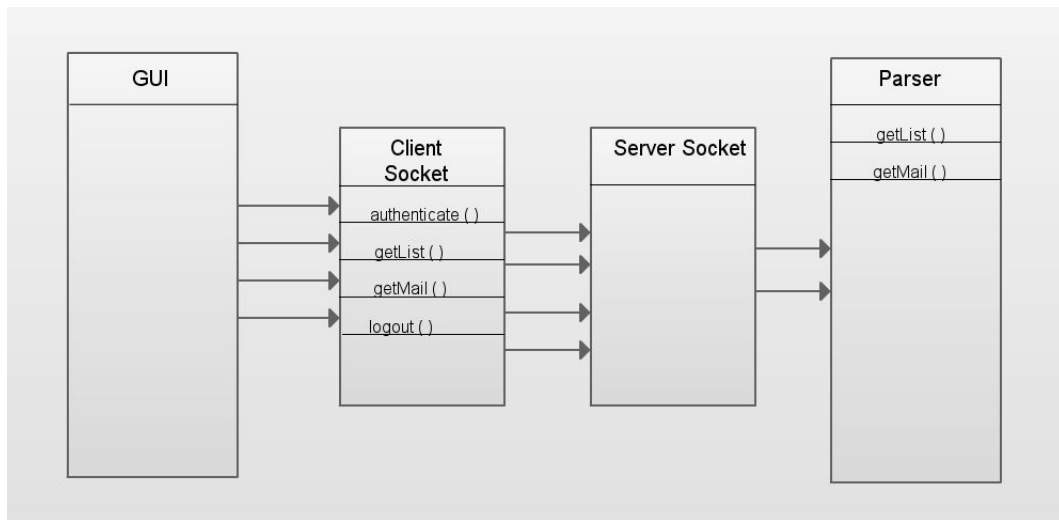 GUI
Client
Socket
authenticate ( )
getList ( )
getMail ( )
logout ( )
Server Socket
Parser
getList ( )
getMail ( )